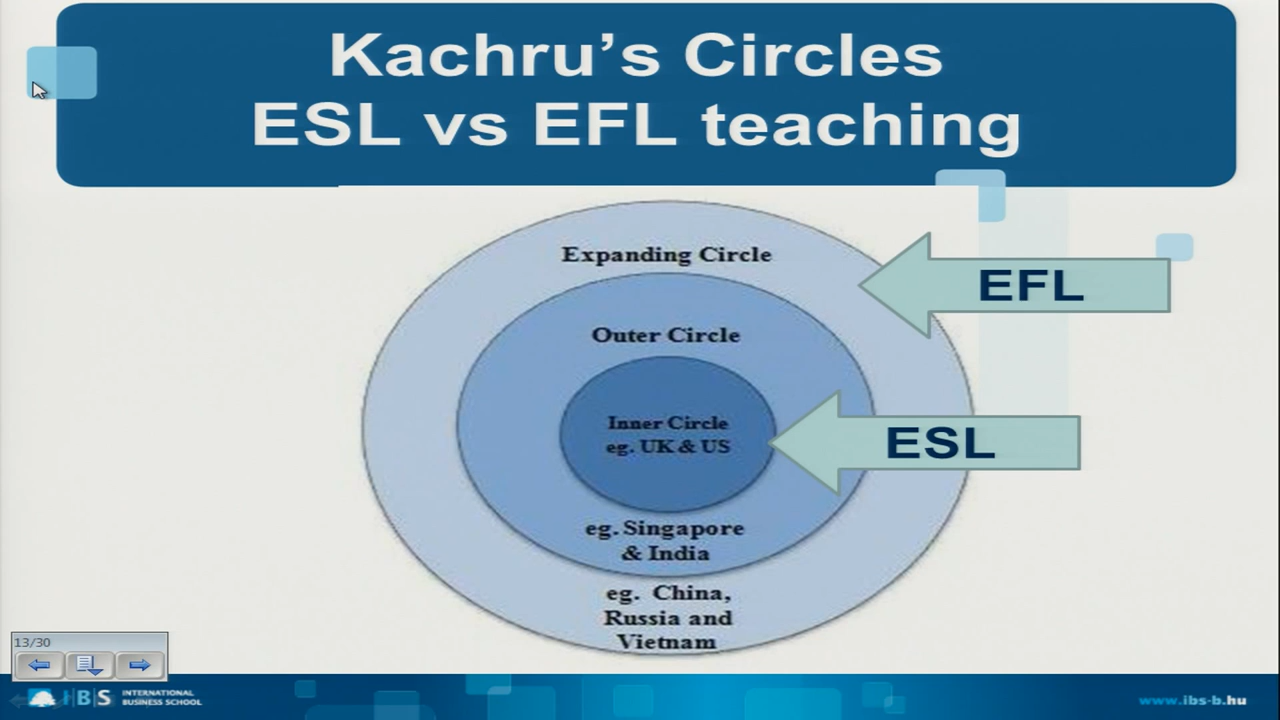 Kachru's Circles
ESL vs EFL teaching
Expanding Circle
EFL
Outer Circle
Inner Circle
eg. UK & US
ESL
eg. Singapore
& India
eg. China,
Russia and
Vietnam
13/30
IBS INTERNATIONAL
BUSINESS SCHOOL
www.ibs-b.hu